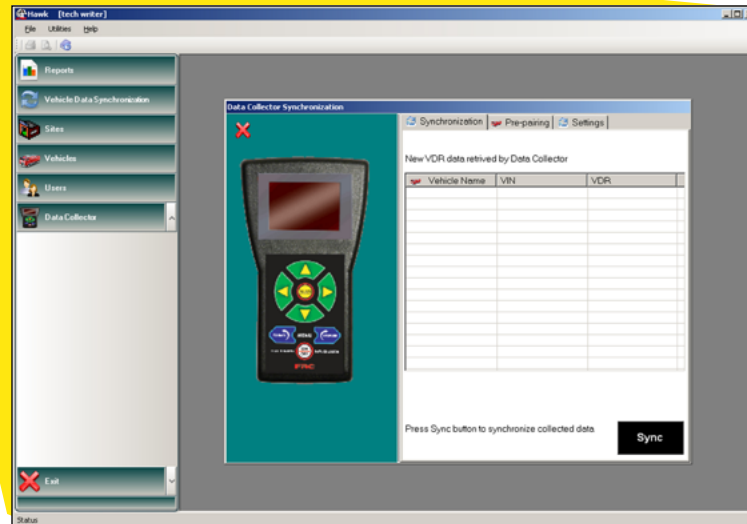 Hawk [tech writer]
File Utilities Help
Reports
Vehicle Data Synchronization
Sites
Vehicles
Users
Data Collector
Exit
Status
Data Collector Synchronization
Synchronization Pre-pairing Settings
New VDR data retrived by Data Collector
Vehicle Name VIN VDR
Press Sync button to synchronize collected data.
Sync
MENU